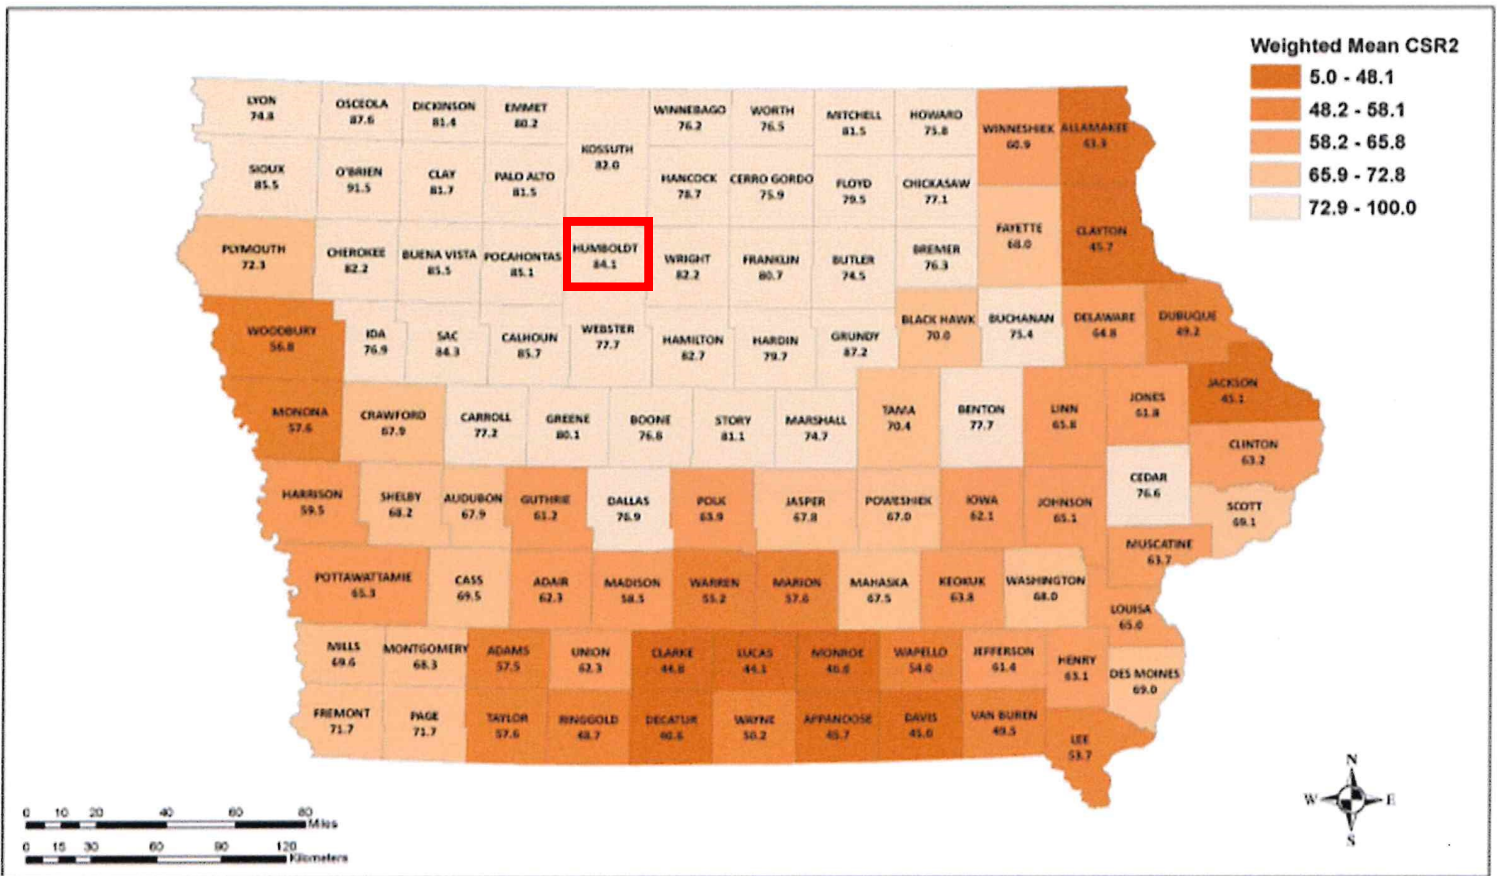 Weighted Mean CSR2
5.0 - 48.1
48.2 - 58.1
58.2 - 65.8
65.9 - 72.8
72.9 - 100.0
LYON
74.8
OSCEOLA
87.6
DICKINSON
81.4
EMMET
80.2
KOSSUTH
82.0
WINNEBAGO
76.2
WORTH
76.5
MITCHELL
81.5
HOWARD
75.8
WINNESHIEK
60.9
ALLAMAKEE
SIOUX
85.5
O'BRIEN
91.5
CLAY
81.7
PALO ALTO
81.5
HANCOCK
78.7
CERRO GORDO
75.9
FLOYD
79.5
CHICKASAW
77.1
PLYMOUTH
72.3
CHEROKEE
82.2
BUENA VISTA
85.5
POCAHONTAS
85.1
HUMBOLDT
84.1
WRIGHT
82.2
FRANKLIN
80.7
BUTLER
74.5
BREMER
76.3
FAYETTE
68.0
CLAYTON
45.7
WOODBURY
56.8
IDA
76.9
SAC
84.3
CALHOUN
85.7
WEBSTER
77.7
HAMILTON
82.7
HARDIN
79.7
GRUNDY
87.2
BLACK HAWK
70.0
BUCHANAN
75.4
DELAWARE
64.8
DUBUQUE
49.2
MONONA
57.6
CRAWFORD
67.9
CARROLL
77.2
GREENE
80.1
BOONE
76.8
STORY
81.1
MARSHALL
74.7
TAMA
70.4
BENTON
77.7
LINN
65.8
JONES
61.8
JACKSON
45.1
CLINTON
63.2
HARRISON
59.5
SHELBY
68.2
AUDUBON
67.9
GUTHRIE
61.2
DALLAS
76.9
POLK
63.9
JASPER
67.8
POWESHIEK
67.0
IOWA
62.1
JOHNSON
65.1
CEDAR
76.6
SCOTT
69.1
MUSCATINE
63.7
POTTAWATTAMIE
65.3
CASS
69.5
ADAIR
62.3
MADISON
58.5
WARREN
55.2
MARION
57.6
MAHASKA
67.5
KEOKUK
63.8
WASHINGTON
68.0
LOUISA
65.0
MILLS
69.6
MONTGOMERY
68.3
ADAMS
57.5
UNION
62.3
CLARKE
44.8
LUCAS
44.1
MONROE
WAPELLO
54.0
JEFFERSON
61.4
HENRY
63.1
DES MOINES
69.0
FREMONT
71.7
PAGE
71.7
TAYLOR
57.6
RINGGOLD
48.7
DECATUR
WAYNE
50.2
APPANOOSE
45.7
DAVIS
45.0
VAN BUREN
49.5
LEE
53.7
0 10 20 40 60 80
Miles
0 15 30 60 90 120
Kilometers
N
W E
S